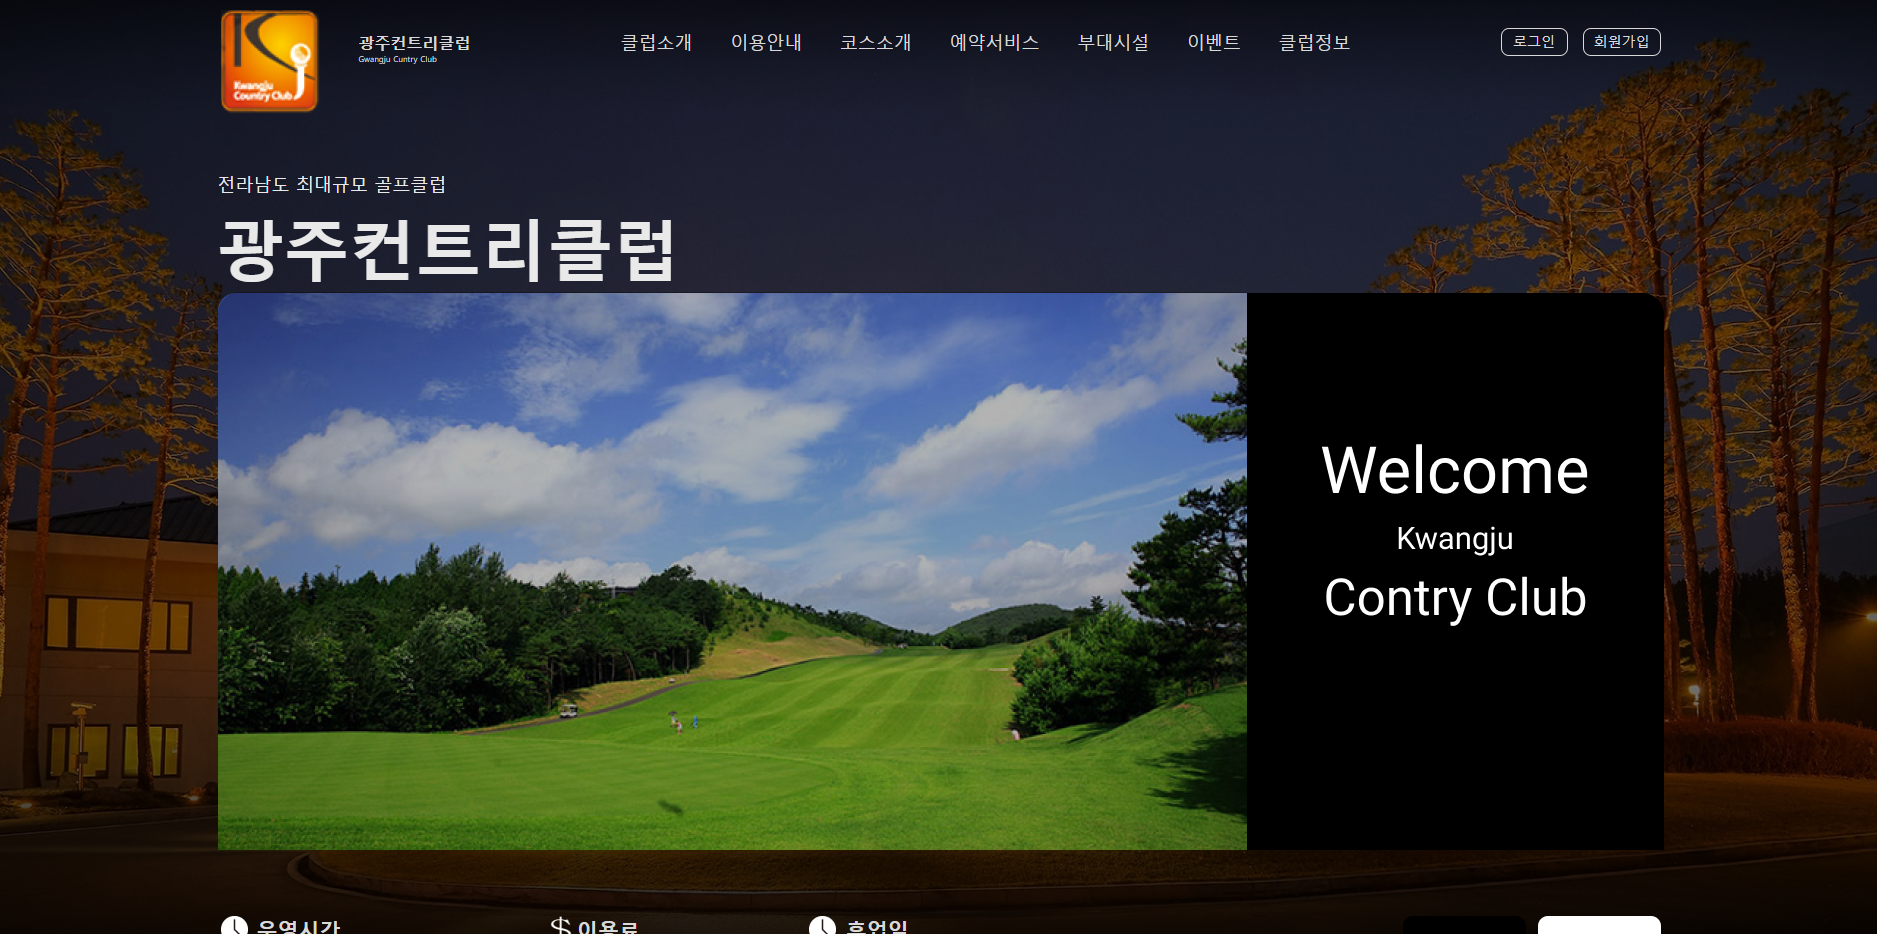 Kwangju
Country Club
광주컨트리클럽
Gwangju Cuntry Club
클럽소개 이용안내 코스소개 예약서비스 부대시설 이벤트 클럽정보
로그인 회원가입
전라남도 최대규모 골프클럽
광주컨트리클럽
Welcome
Kwangju
Contry Club
운영시간 이용료 휴업일